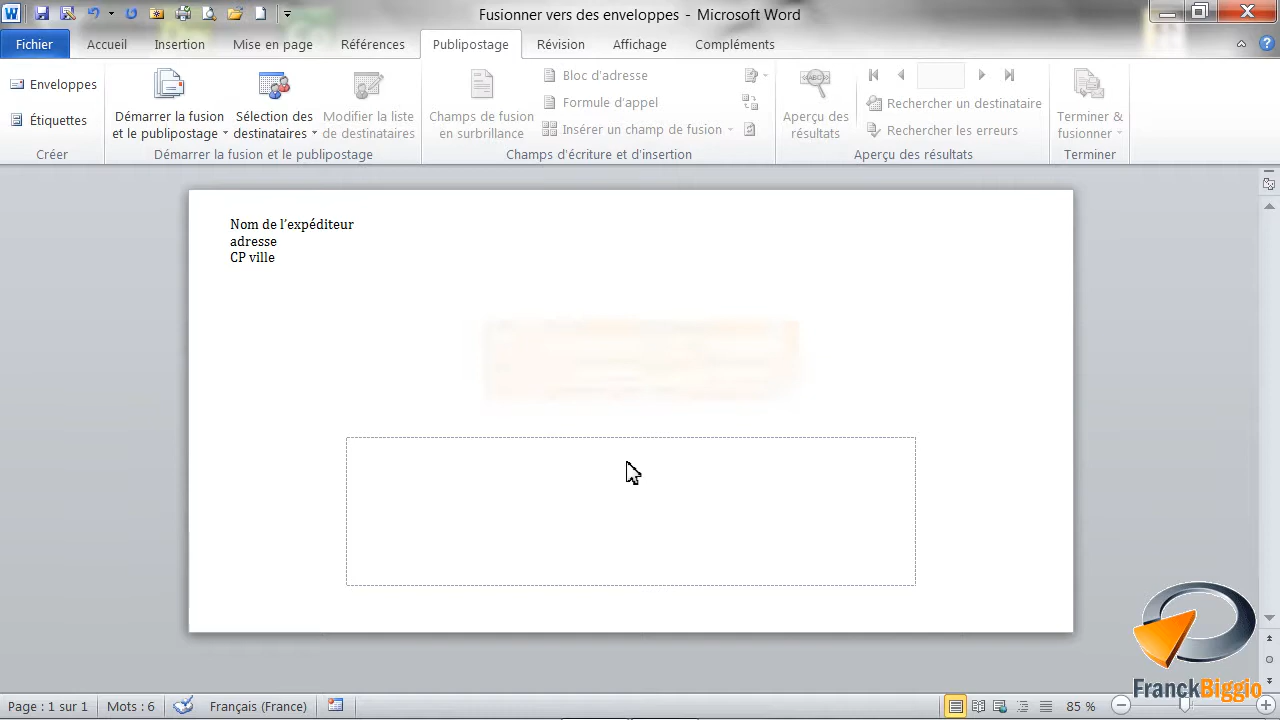 Fusionner vers des enveloppes - Microsoft Word
Fichier Accueil Insertion Mise en page Références Publipostage Révision Affichage Compléments
Enveloppes
Étiquettes
Créer
Démarrer la fusion
et le publipostage
Sélection des
destinataires
Modifier la liste
de destinataires
Démarrer la fusion et le publipostage
Champs de fusion
en surbrillance
Bloc d'adresse
Formule d'appel
Insérer un champ de fusion
Champs d'écriture et d'insertion
ABC
Aperçu des
résultats
Rechercher un destinataire
Rechercher les erreurs
Aperçu des résultats
Terminer &
fusionner
Terminer
Nom de l'expéditeur
adresse
CP ville
FranckBiggio
Page : 1 sur 1 Mots : 6 Français (France) 85 %